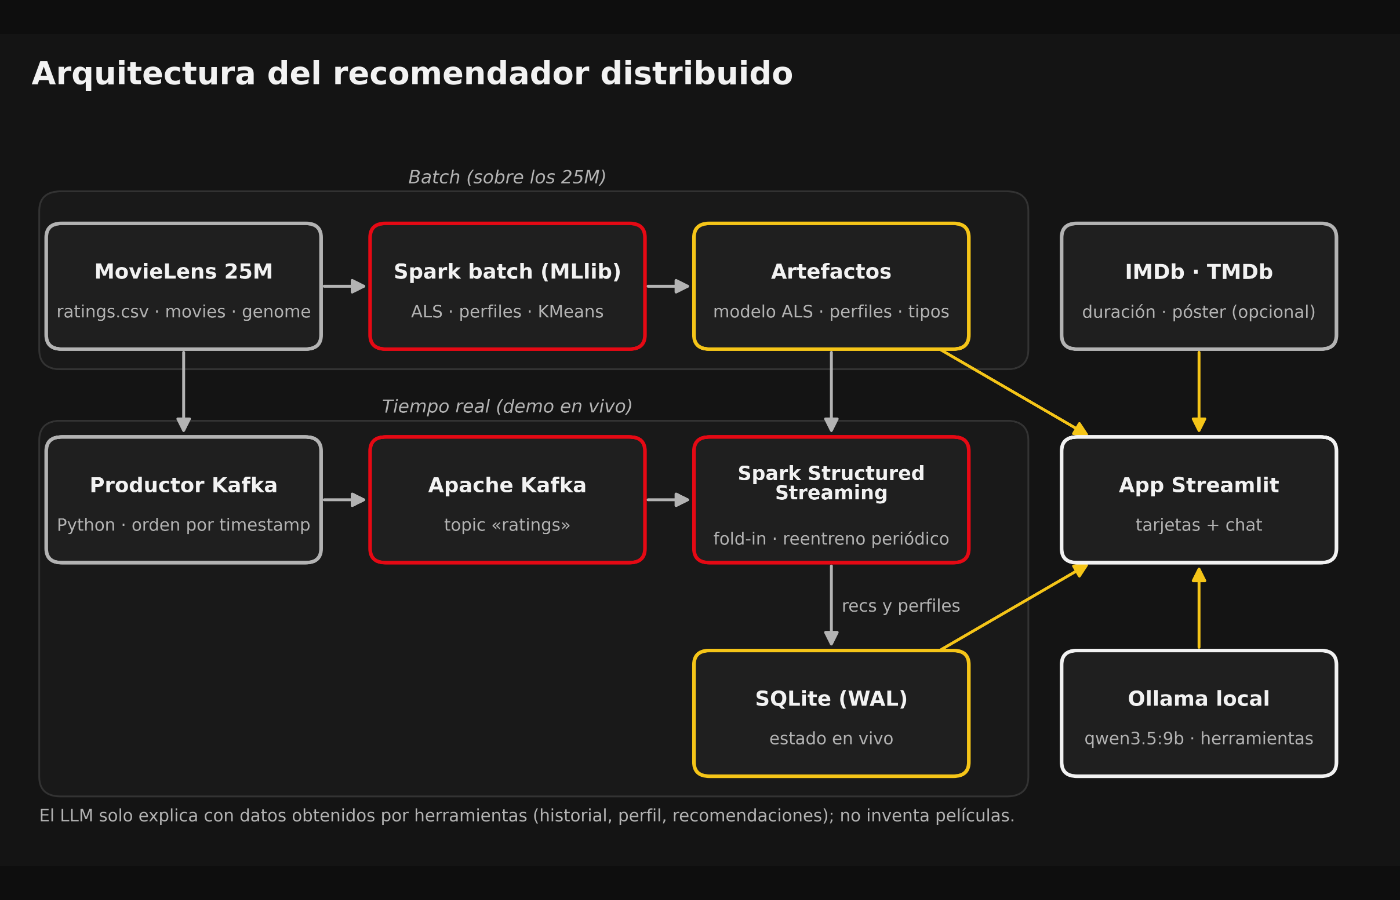 Arquitectura del recomendador distribuido
Batch (sobre los 25M)
MovieLens 25M
ratings.csv · movies · genome
Spark batch (MLlib)
ALS · perfiles · KMeans
Artefactos
modelo ALS · perfiles · tipos
IMDb · TMDb
duración · póster (opcional)
Tiempo real (demo en vivo)
Productor Kafka
Python · orden por timestamp
Apache Kafka
topic «ratings»
Spark Structured
Streaming
fold-in · reentreno periódico
App Streamlit
tarjetas + chat
recs y perfiles
SQLite (WAL)
estado en vivo
Ollama local
qwen3.5:9b · herramientas
El LLM solo explica con datos obtenidos por herramientas (historial, perfil, recomendaciones); no inventa películas.